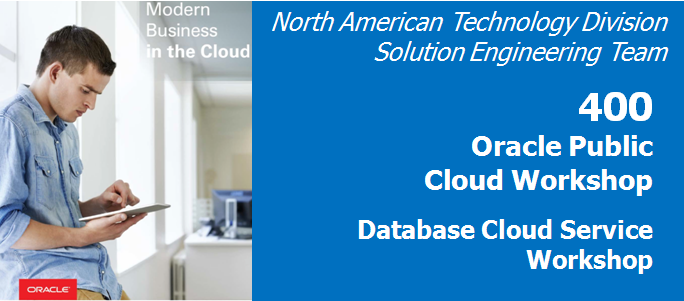 Modern
Business
in the Cloud
ORACLE
North American Technology Division
Solution Engineering Team
400
Oracle Public
Cloud Workshop
Database Cloud Service
Workshop